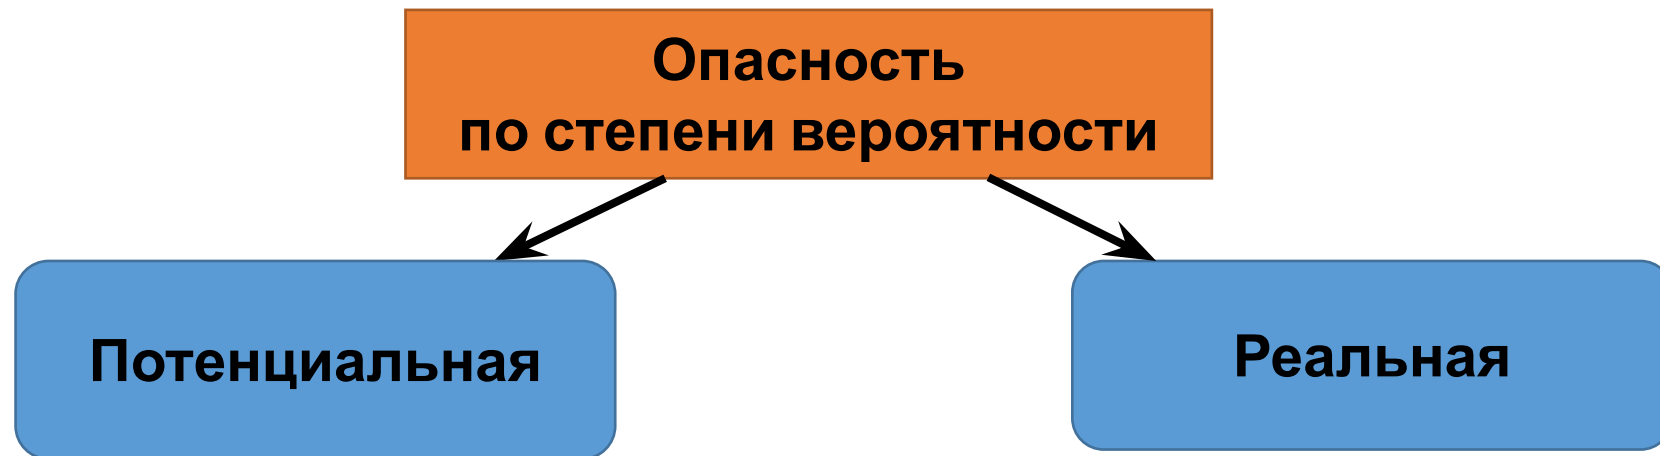 Опасность
по степени вероятности
Потенциальная
Реальная